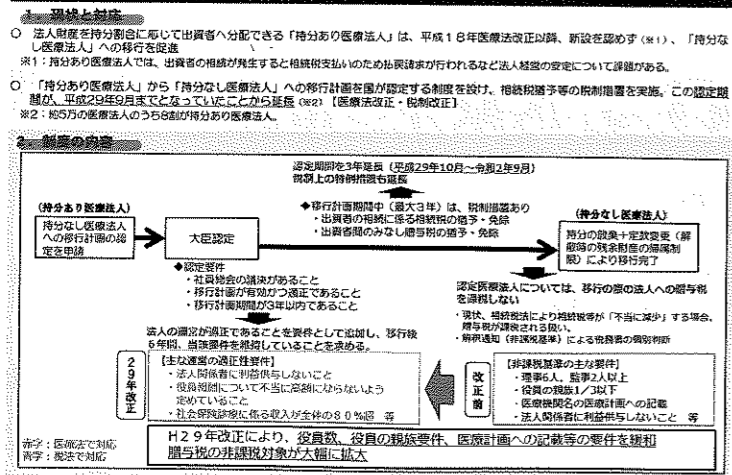 1．現状と対応
○ 法人財産を持分割合に応じて出資者へ分配できる「持分あり医療法人」は、平成１８年医療法改正以降、新設を認めず（※1）、「持分な
し医療法人」への移行を促進
※1：持分あり医療法人では、出資者の相続が発生すると相続税支払いのため払戻請求が行われるなど法人経営の安定について課題がある。
○ 「持分あり医療法人」から「持分なし医療法人」への移行計画を国が認定する制度を設け、相続税猶予等の税制措置を実施。この認定期
間が、平成29年9月までとなっていたことから延長（※2）【医療法改正・税制改正】
※2：約5万の医療法人のうち8割が持分あり医療法人。
2．制度の内容
認定期間を3年延長（平成29年10月～令和2年9月）
税制上の特例措置も延長
（持分あり医療法人）
持分なし医療法人
への移行計画の認
定を申請
大臣認定
◆移行計画期間中（最大3年）は、税制措置あり
・出資者の相続に係る相続税の猶予・免除
・出資者間のみなし贈与税の猶予・免除
（持分なし医療法人）
持分の放棄＋定款変更（解
散時の残余財産の帰属制
限）により移行完了
◆認定要件
・社員総会の議決があること
・移行計画が有効かつ適正であること
・移行計画期間が3年以内であること
認定医療法人については、移行の際の法人への贈与税
を課税しない
・現状、相続税法により相続税等が「不当に減少」する場合、
贈与税が課税される扱い。
・解釈通知（非課税基準）による税務署の個別判断
法人の運営が適正であることを要件として追加し、移行後
6年間、当該要件を維持していることを求める。
２９年改正
【主な運営の適正性要件】
・法人関係者に利益供与しないこと
・役員報酬について不当に高額にならないよう
定めていること
・社会保険診療に係る収入が全体の８０％超 等
改正前
【非課税基準の主な要件】
・理事6人、監事2人以上
・役員の親族1／3以下
・医療機関名の医療計画への記載
・法人関係者に利益供与しないこと 等
赤字：医療法で対応
青字：税法で対応
Ｈ２９年改正により、役員数、役員の親族要件、医療計画への記載等の要件を緩和
贈与税の非課税対象が大幅に拡大